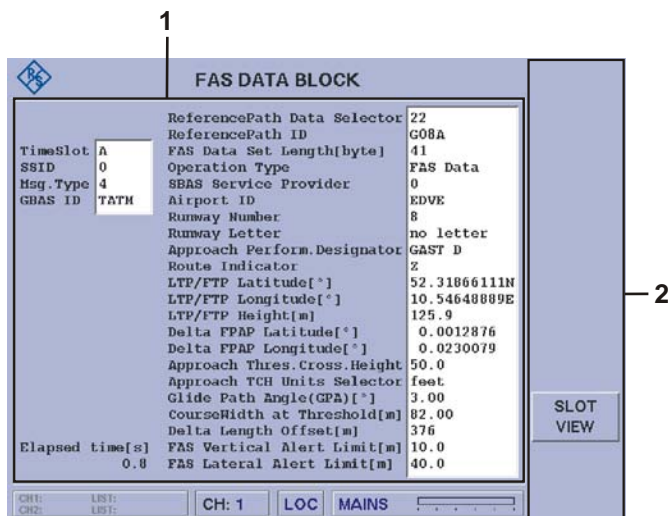 1
R&S
FAS DATA BLOCK
ReferencePath Data Selector 22
ReferencePath ID G08A
TimeSlot A FAS Data Set Length[byte] 41
SSID 0 Operation Type FAS Data
Msg.Type 4 SBAS Service Provider 0
GBAS ID TATM Airport ID EDVE
Runway Number 8
Runway Letter no letter
Approach Perform.Designator GAST D
Route Indicator Z
LTP/FTP Latitude[°] 52.31866111N
LTP/FTP Longitude[°] 10.54648889E
LTP/FTP Height[m] 125.9
Delta FPAP Latitude[°] 0.0012876
Delta FPAP Longitude[°] 0.0230079
Approach Thres.Cross.Height 50.0
Approach TCH Units Selector feet
Glide Path Angle(GPA)[°] 3.00
CourseWidth at Threshold[m] 82.00
Delta Length Offset[m] 376
Elapsed time[s] FAS Vertical Alert Limit[m] 10.0
0.8 FAS Lateral Alert Limit[m] 40.0
2
SLOT
VIEW
CH1: LIST:
CH2: LIST:
CH: 1 LOC MAINS